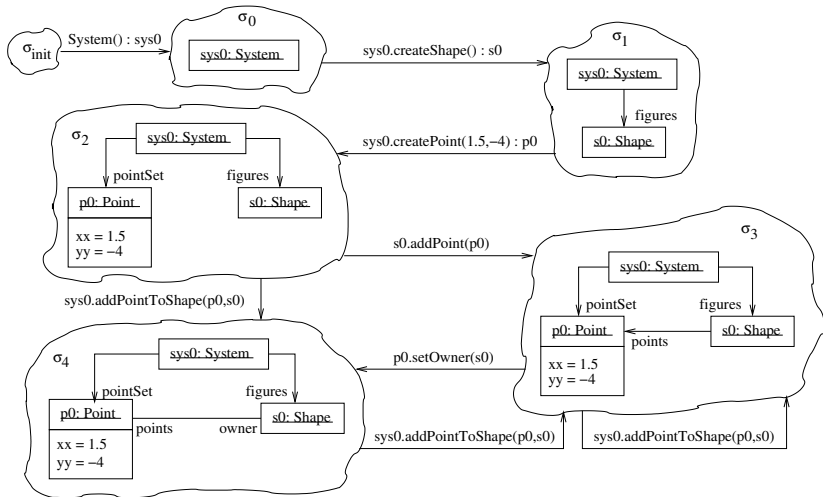 σ0
System() : sys0
σinit
sys0: System
sys0.createShape() : s0
σ1
sys0: System
figures
s0: Shape
σ2
sys0: System
sys0.createPoint(1.5,−4) : p0
pointSet
figures
p0: Point
s0: Shape
xx = 1.5
yy = −4
s0.addPoint(p0)
σ3
sys0: System
pointSet
figures
p0: Point
s0: Shape
points
xx = 1.5
yy = −4
sys0.addPointToShape(p0,s0)
σ4
sys0: System
p0.setOwner(s0)
pointSet
figures
p0: Point
s0: Shape
points
owner
xx = 1.5
yy = −4
sys0.addPointToShape(p0,s0)
sys0.addPointToShape(p0,s0)